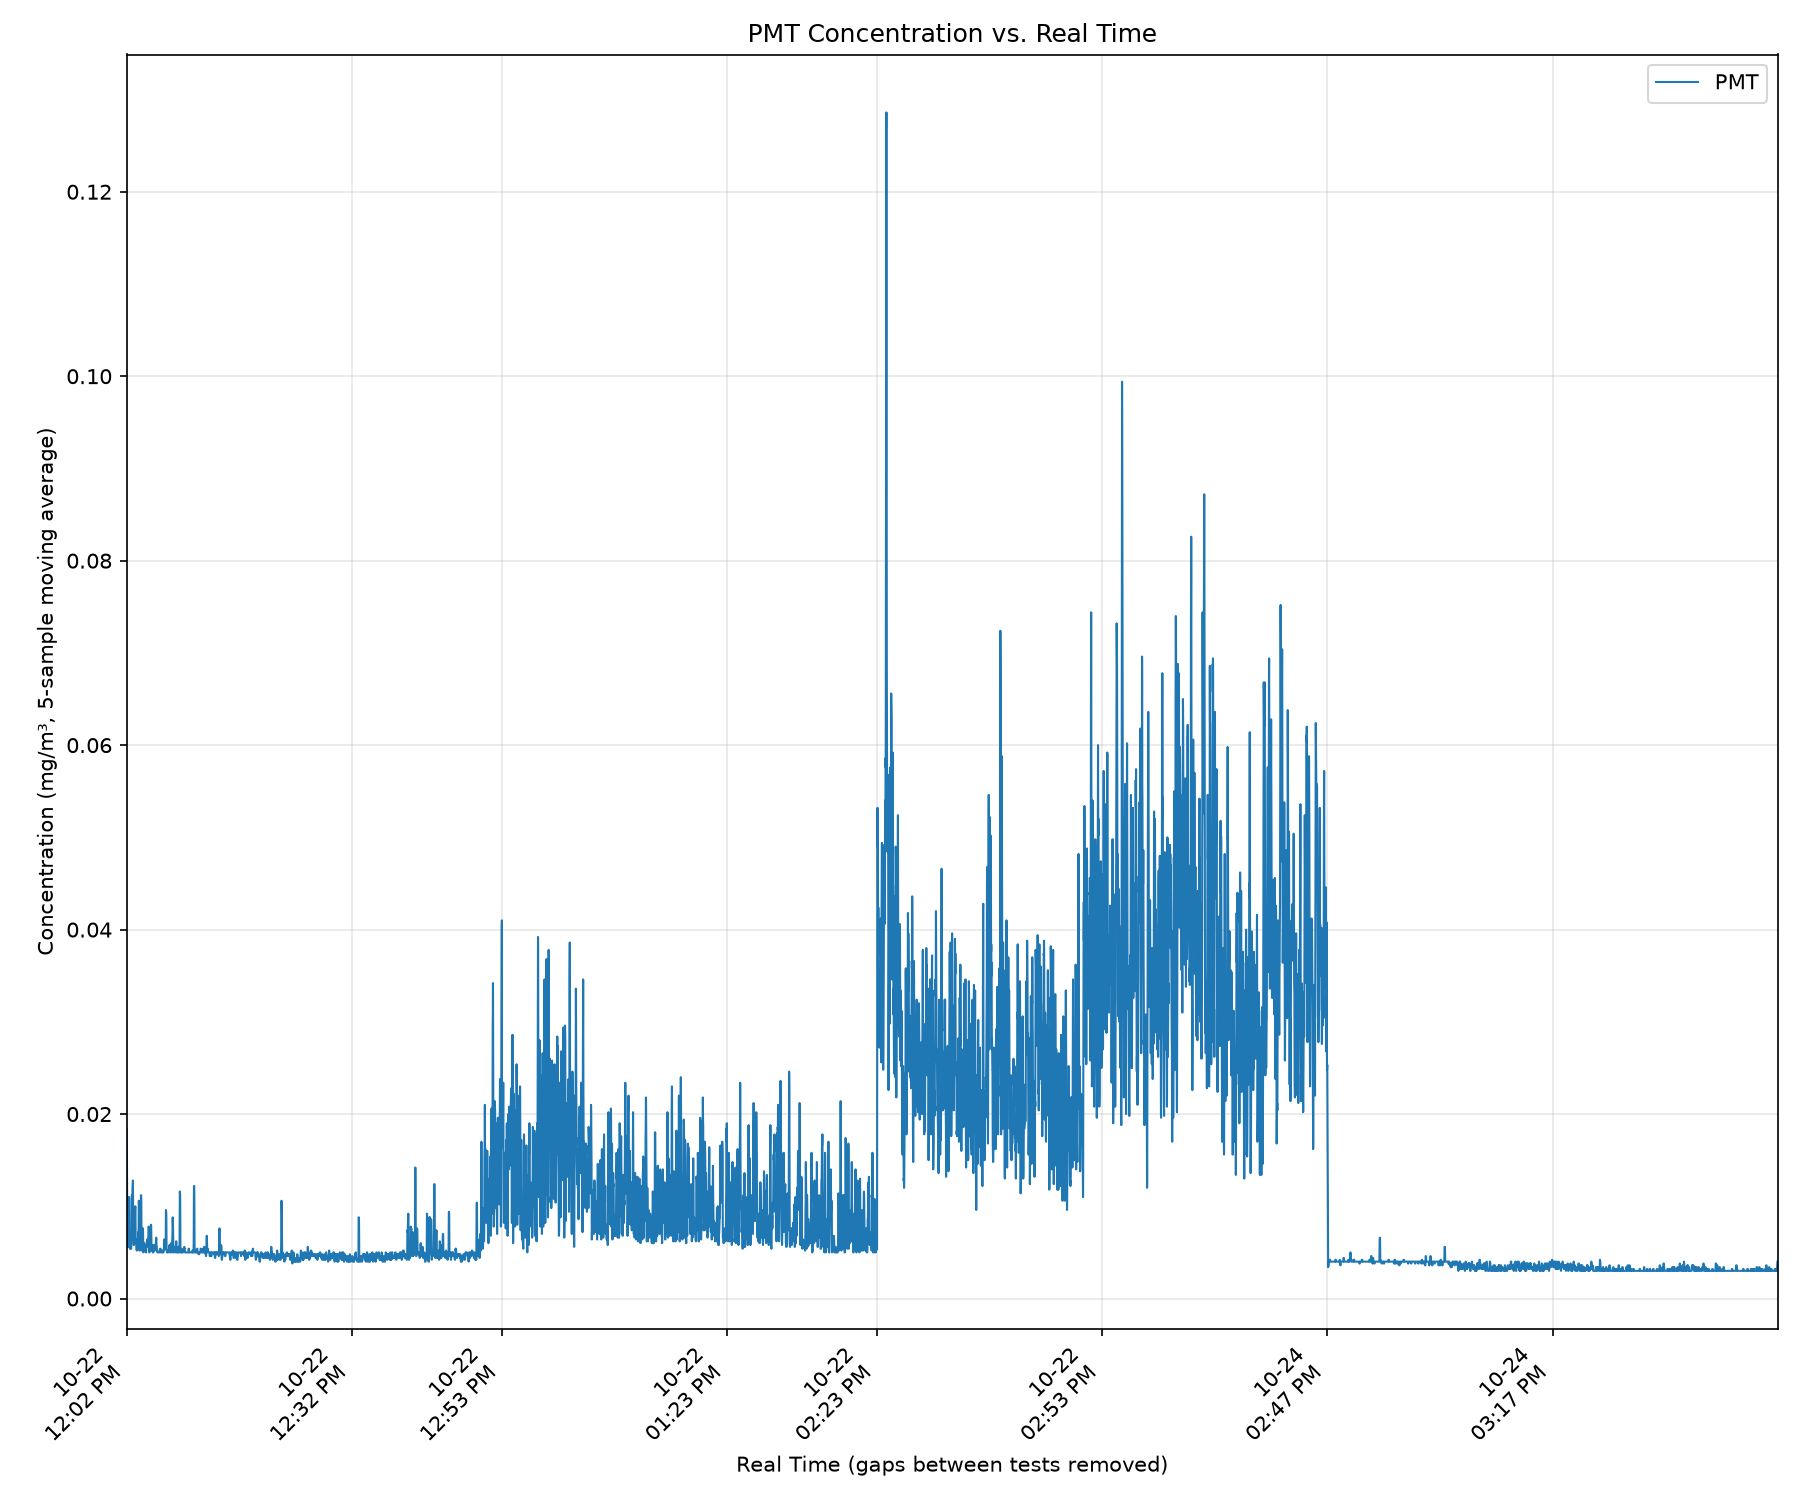 PMT Concentration vs. Real Time
PMT
Concentration (mg/m³, 5-sample moving average)
0.12
0.10
0.08
0.06
0.04
0.02
0.00
10-22
12:02 PM
10-22
12:32 PM
10-22
12:53 PM
10-22
01:23 PM
10-22
02:23 PM
10-22
02:53 PM
10-24
02:47 PM
10-24
03:17 PM
Real Time (gaps between tests removed)